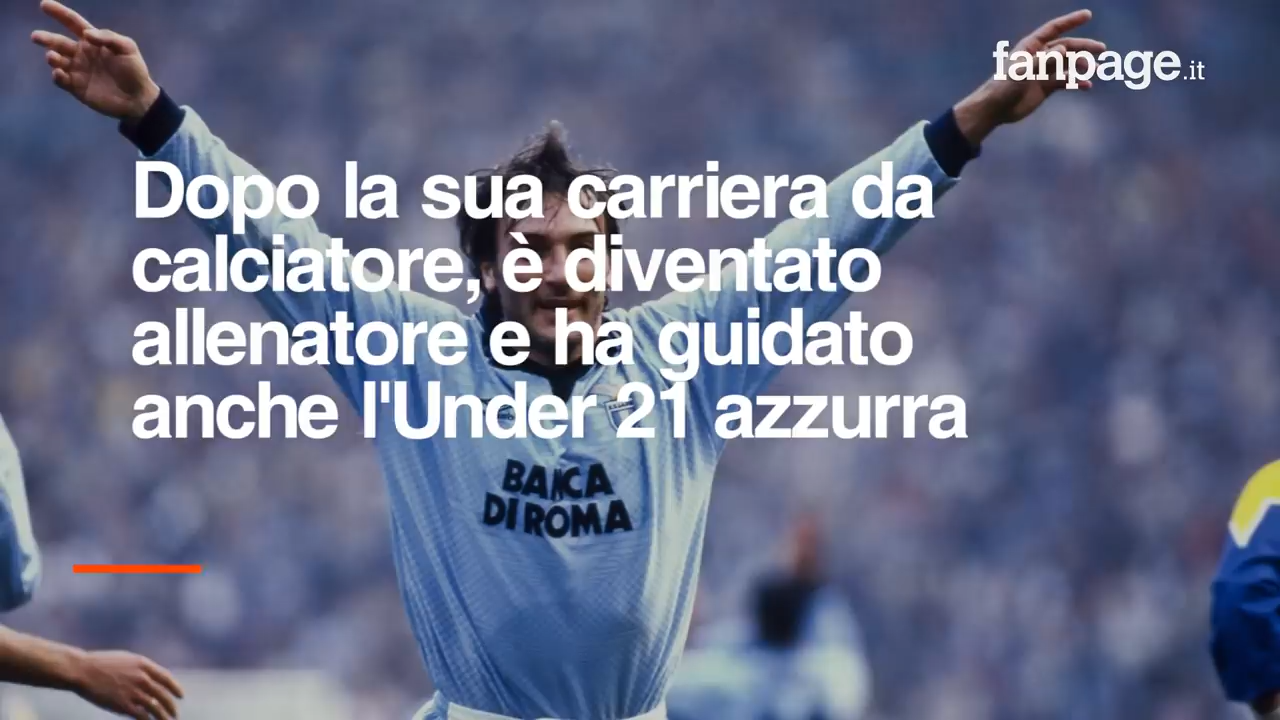 fanpage.it
Dopo la sua carriera da
calciatore, è diventato
allenatore e ha guidato
anche l'Under 21 azzurra
BANCA
DI ROMA